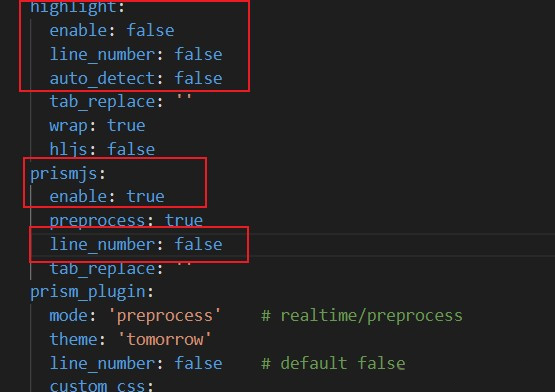 highlight:
  enable: false
  line_number: false
  auto_detect: false
  tab_replace: ''
  wrap: true
  hljs: false
prismjs:
  enable: true
  preprocess: true
  line_number: false
  tab_replace: ''
prism_plugin:
  mode: 'preprocess'    # realtime/preprocess
  theme: 'tomorrow'
  line_number: false    # default false
  custom_css: